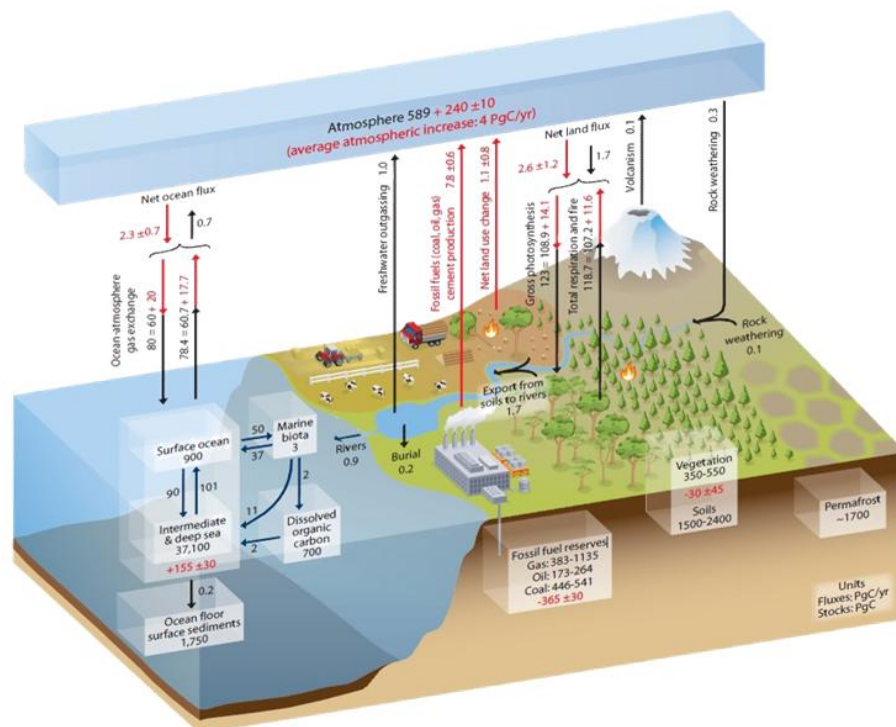 Atmosphere 589 + 240 ±10
(average atmospheric increase: 4 PgC/yr)
Net ocean flux
2.3 ±0.7
0.7
Ocean-atmosphere
gas exchange
80 = 60 + 20
78.4 = 60.7 + 17.7
Freshwater outgassing 1.0
Fossil fuels (coal, oil, gas)
cement production 7.8 ±0.6
Net land use change 1.1 ±0.8
Net land flux
2.6 ±1.2
1.7
Gross photosynthesis
123 = 108.9 + 14.1
Total respiration and fire
118.7 = 107.2 + 11.6
Volcanism 0.1
Rock weathering 0.3
Rock
weathering
0.1
Export from
soils to rivers
1.7
Rivers
0.9
Burial
0.2
Surface ocean
900
50
37
Marine
biota
3
90
101
11
2
2
Intermediate
& deep sea
37,100
+155 ±30
Dissolved
organic
carbon
700
0.2
Ocean floor
surface sediments
1,750
Fossil fuel reserves
Gas: 383-1135
Oil: 173-264
Coal: 446-541
-365 ±30
Vegetation
350-550
-30 ±45
Soils
1500-2400
Permafrost
~1700
Units
Fluxes: PgC/yr
Stocks: PgC